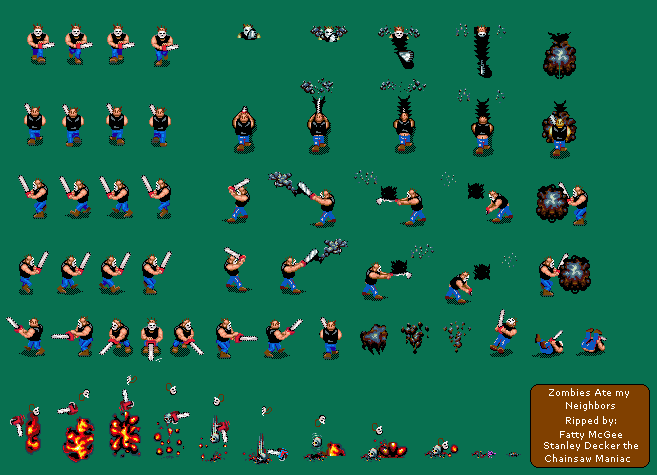 Zombies Ate my
Neighbors
Ripped by:
Fatty McGee
Stanley Decker the
Chainsaw Maniac